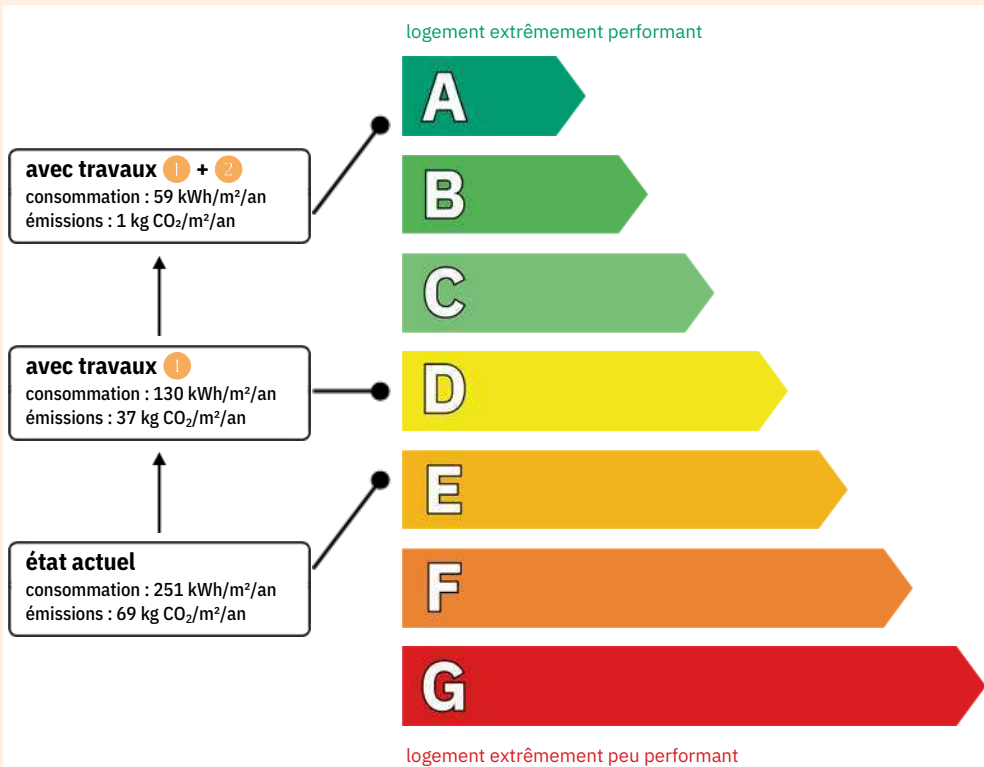 logement extrêmement performant
A
B
C
D
E
F
G
logement extrêmement peu performant
avec travaux 1 + 2
consommation : 59 kWh/m²/an
émissions : 1 kg CO₂/m²/an
avec travaux 1
consommation : 130 kWh/m²/an
émissions : 37 kg CO₂/m²/an
état actuel
consommation : 251 kWh/m²/an
émissions : 69 kg CO₂/m²/an